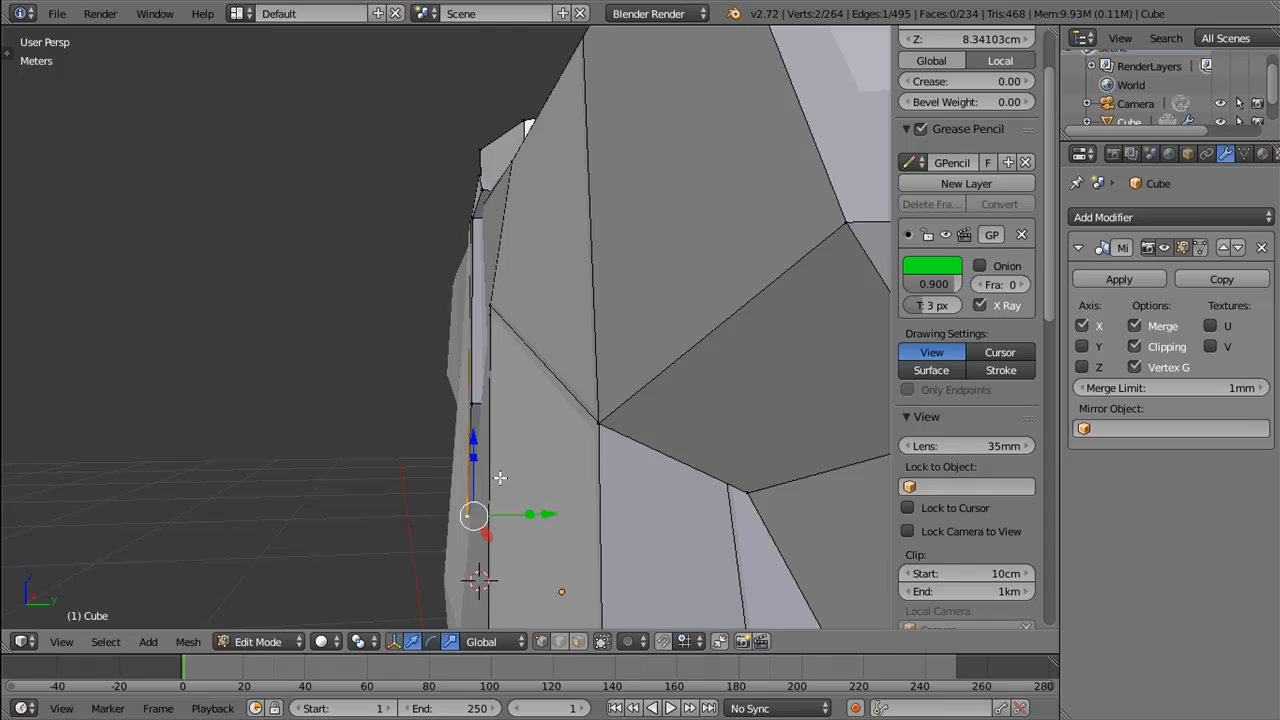 File Render Window Help Default Scene Blender Render v2.72 | Verts:2/264 | Edges:1/495 | Faces:0/234 | Tris:468 | Mem:9.93M (0.11M) | Cube
User Persp
Meters
Z: 8.34103cm
Global Local
Crease: 0.00
Bevel Weight: 0.00
Grease Pencil
GPencil F
New Layer
Delete Fra... Convert
GP
Onion
0.900 Fra: 0
T: 3 px X Ray
Drawing Settings:
View Cursor
Surface Stroke
Only Endpoints
View
Lens: 35mm
Lock to Object:
Lock to Cursor
Lock Camera to View
Clip:
Start: 10cm
End: 1km
Local Camera:
View Search All Scenes
RenderLayers
World
Camera
Cube
Cube
Add Modifier
Mi
Apply Copy
Axis: Options: Textures:
X Merge U
Y Clipping V
Z Vertex G
Merge Limit: 1mm
Mirror Object:
z
y
(1) Cube
View Select Add Mesh Edit Mode Global
-40 -20 0 20 40 60 80 100 120 140 160 180 200 220 240 260 280
View Marker Frame Playback Start: 1 End: 250 1 No Sync